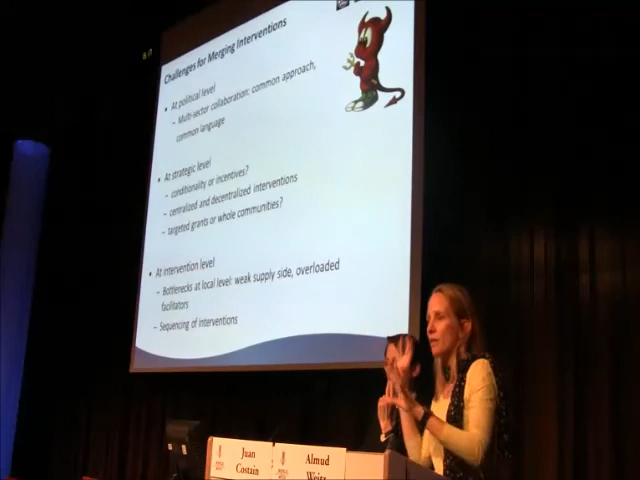 Challenges for Merging Interventions
• At political level
– Multi-sector collaboration: common approach,
common language
• At strategic level
– conditionality or incentives?
– centralized and decentralized interventions
– targeted grants or whole communities?
• At intervention level
– Bottlenecks at local level: weak supply side, overloaded
facilitators
– Sequencing of interventions
Juan
Costain
Almud
Weitz